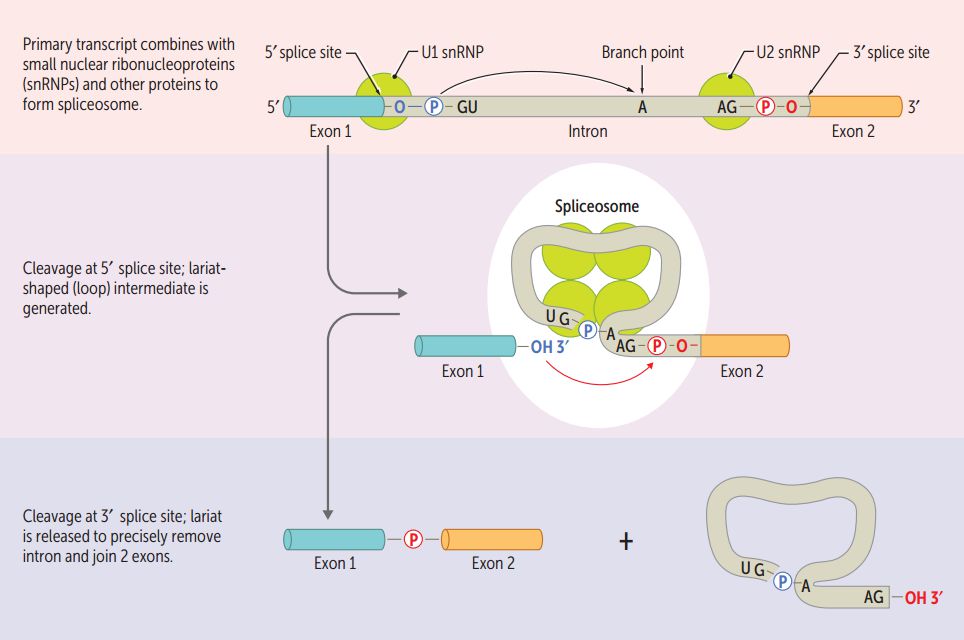 Primary transcript combines with
small nuclear ribonucleoproteins
(snRNPs) and other proteins to
form spliceosome.
5′ splice site
U1 snRNP
Branch point
U2 snRNP
3′ splice site
5′
O
P
GU
A
AG
P
O
3′
Exon 1
Intron
Exon 2
Spliceosome
Cleavage at 5′ splice site; lariat-
shaped (loop) intermediate is
generated.
UG
P
A
OH 3′
AG
P
O
Exon 1
Exon 2
Cleavage at 3′ splice site; lariat
is released to precisely remove
intron and join 2 exons.
P
Exon 1
Exon 2
+
UG
P
A
AG
OH 3′